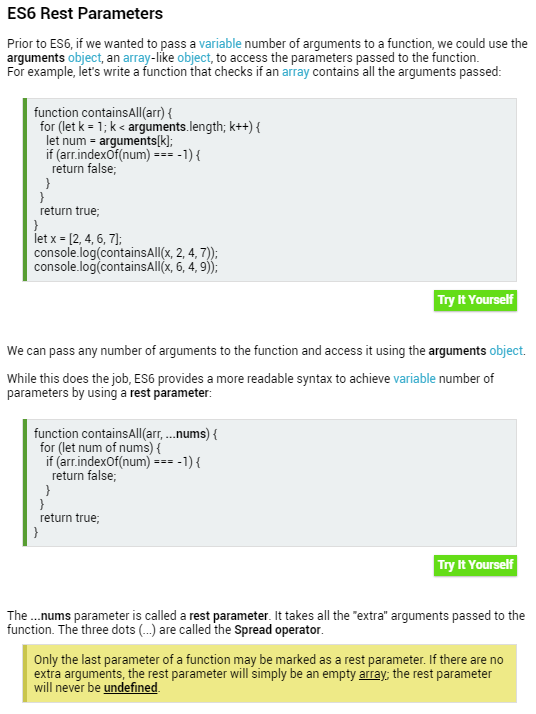 ES6 Rest Parameters
Prior to ES6, if we wanted to pass a variable number of arguments to a function, we could use the
arguments object, an array-like object, to access the parameters passed to the function.
For example, let's write a function that checks if an array contains all the arguments passed:
function containsAll(arr) {
for (let k = 1; k < arguments.length; k++) {
let num = arguments[k];
if (arr.indexOf(num) === -1) {
return false;
}
}
return true;
}
let x = [2, 4, 6, 7];
console.log(containsAll(x, 2, 4, 7));
console.log(containsAll(x, 6, 4, 9));
Try It Yourself
We can pass any number of arguments to the function and access it using the arguments object.
While this does the job, ES6 provides a more readable syntax to achieve variable number of
parameters by using a rest parameter:
function containsAll(arr, ...nums) {
for (let num of nums) {
if (arr.indexOf(num) === -1) {
return false;
}
}
return true;
}
Try It Yourself
The ...nums parameter is called a rest parameter. It takes all the "extra" arguments passed to the
function. The three dots (...) are called the Spread operator.
Only the last parameter of a function may be marked as a rest parameter. If there are no
extra arguments, the rest parameter will simply be an empty array; the rest parameter
will never be undefined.